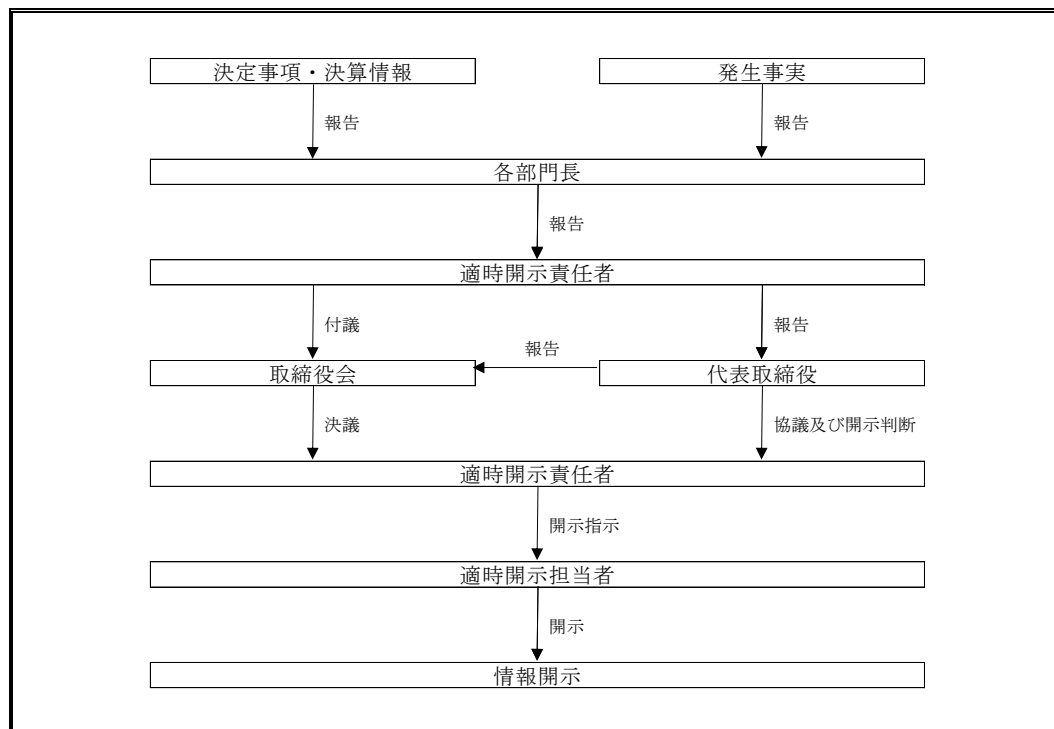 決定事項・決算情報
発生事実
報告
報告
各部門長
報告
適時開示責任者
付議
報告
報告
取締役会
代表取締役
決議
協議及び開示判断
適時開示責任者
開示指示
適時開示担当者
開示
情報開示